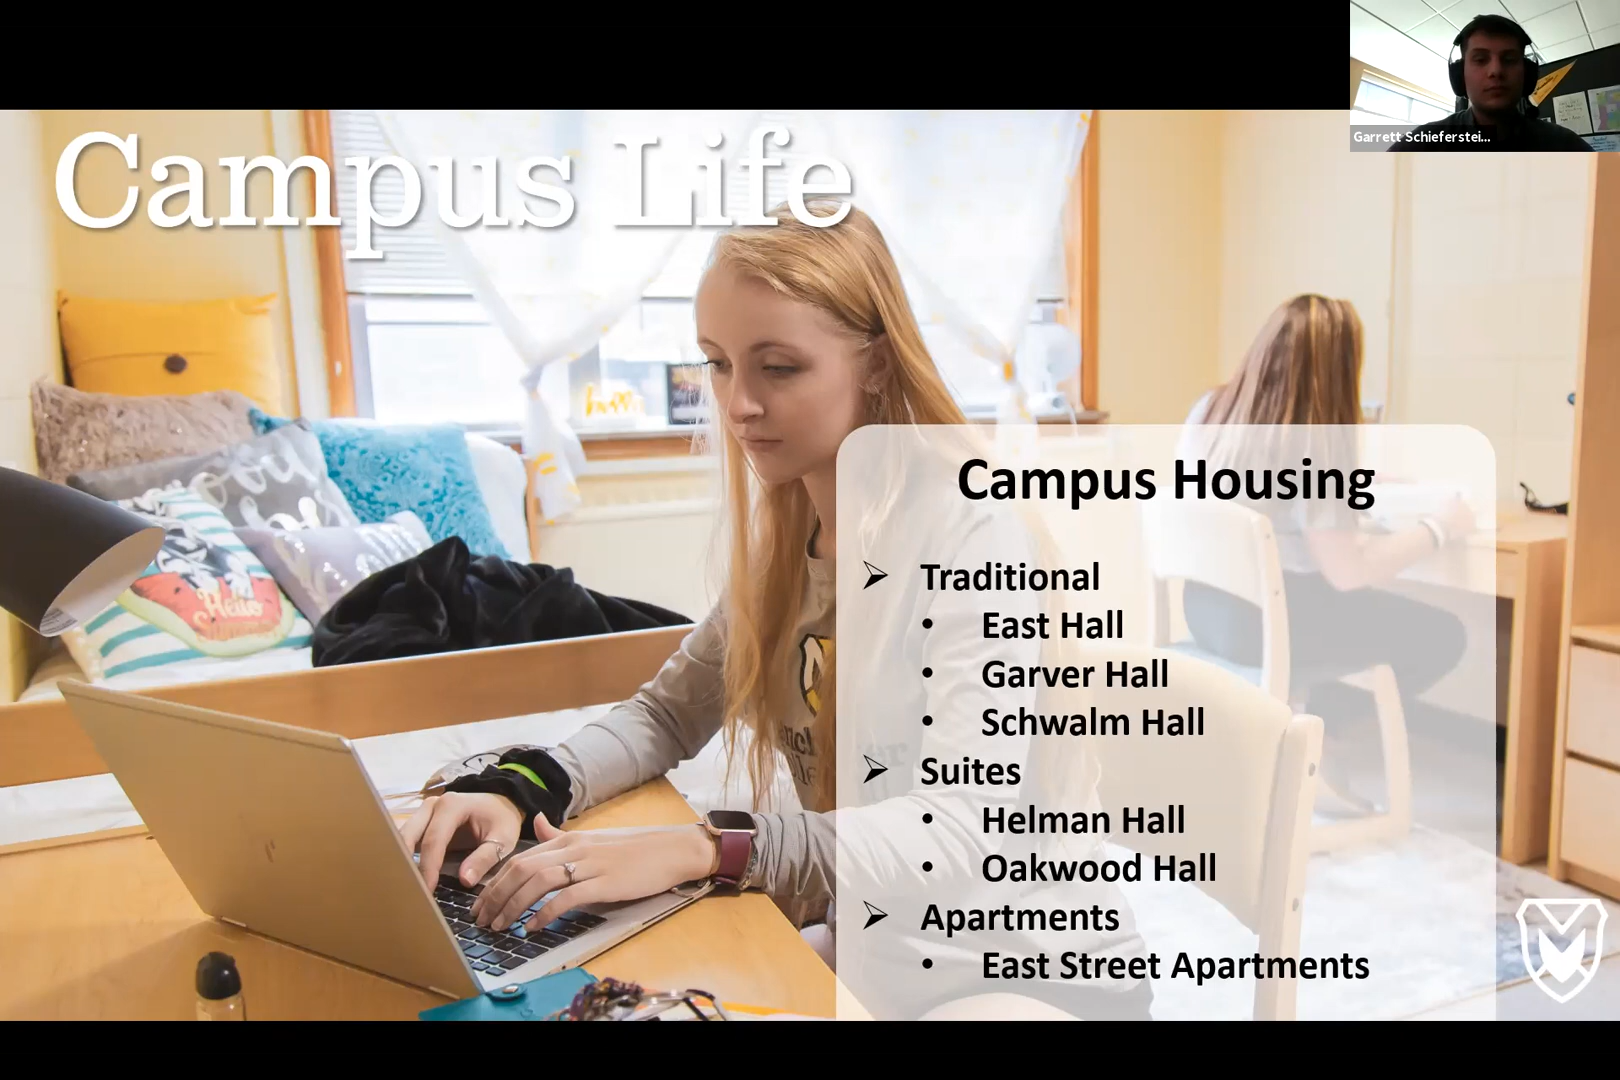 Garrett Schieferstei...
Campus Life
Campus Housing
➢ Traditional
• East Hall
• Garver Hall
• Schwalm Hall
➢ Suites
• Helman Hall
• Oakwood Hall
➢ Apartments
• East Street Apartments
Hello